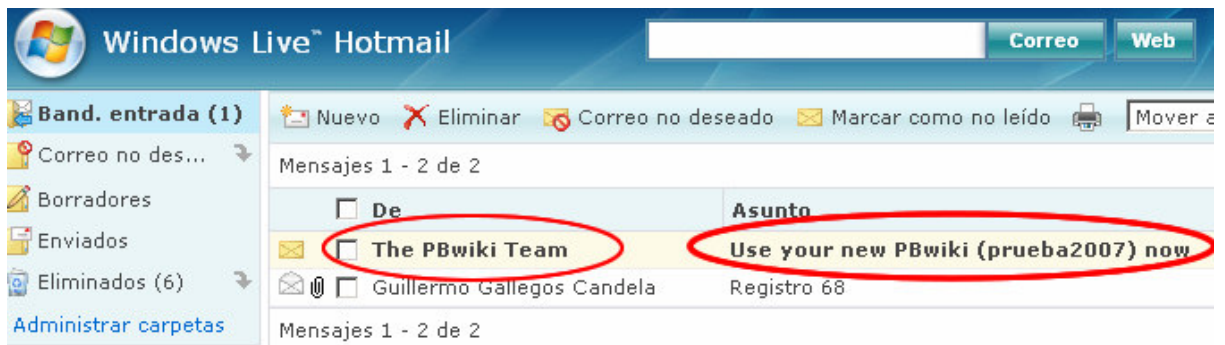 Windows Live™ Hotmail
Correo
Web
Band. entrada (1)
Correo no des...
Borradores
Enviados
Eliminados (6)
Administrar carpetas
Nuevo Eliminar Correo no deseado Marcar como no leído Mover a
Mensajes 1 - 2 de 2
De Asunto
The PBwiki Team Use your new PBwiki (prueba2007) now
Guillermo Gallegos Candela Registro 68
Mensajes 1 - 2 de 2